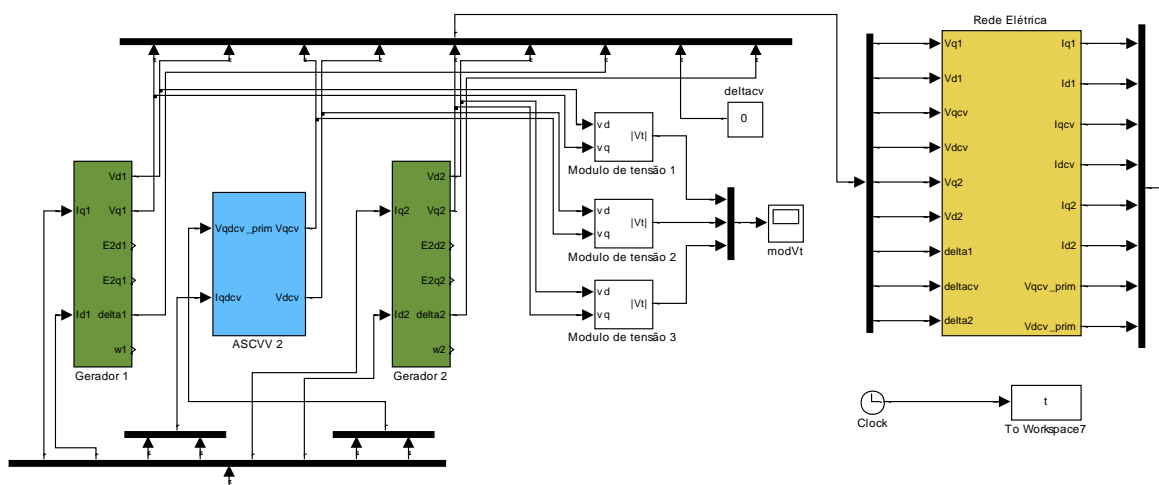 Rede Elétrica
Vq1
Vd1
Vqcv
Vdcv
Vq2
Vd2
delta1
deltacv
delta2
Iq1
Id1
Iqcv
Idcv
Iq2
Id2
Vqcv_prim
Vdcv_prim
deltacv
0
vd
vq
|Vt|
Modulo de tensão 1
vd
vq
|Vt|
Modulo de tensão 2
vd
vq
|Vt|
Modulo de tensão 3
modVt
Iq1
Id1
Vd1
Vq1
E2d1
E2q1
delta1
w1
Gerador 1
Vqdcv_prim
Iqdcv
Vqcv
Vdcv
ASCVV 2
Iq2
Id2
Vd2
Vq2
E2d2
E2q2
delta2
w2
Gerador 2
Clock
t
To Workspace7